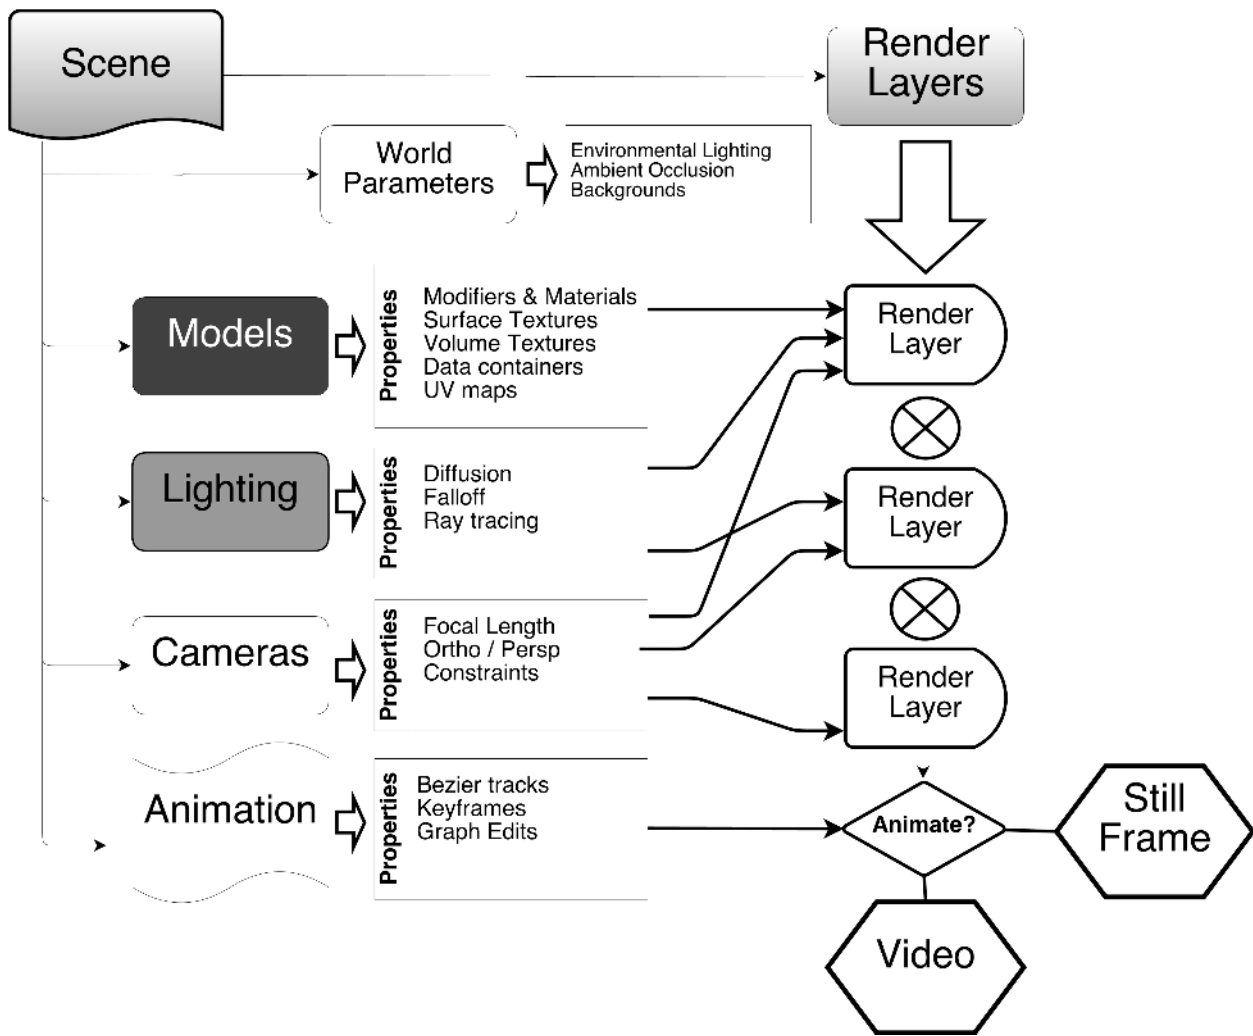 Scene
Render
Layers
World
Parameters
Environmental Lighting
Ambient Occlusion
Backgrounds
Models
Properties
Modifiers & Materials
Surface Textures
Volume Textures
Data containers
UV maps
Render
Layer
Lighting
Properties
Diffusion
Falloff
Ray tracing
Render
Layer
Cameras
Properties
Focal Length
Ortho / Persp
Constraints
Render
Layer
Animation
Properties
Bezier tracks
Keyframes
Graph Edits
Animate?
Still
Frame
Video